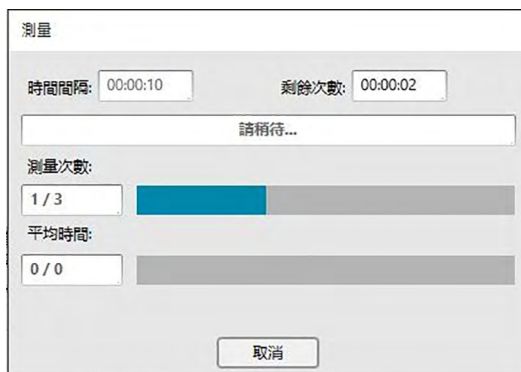 測量
時間間隔: 00:00:10 剩餘次數: 00:00:02
請稍待...
測量次數:
1 / 3
平均時間:
0 / 0
取消